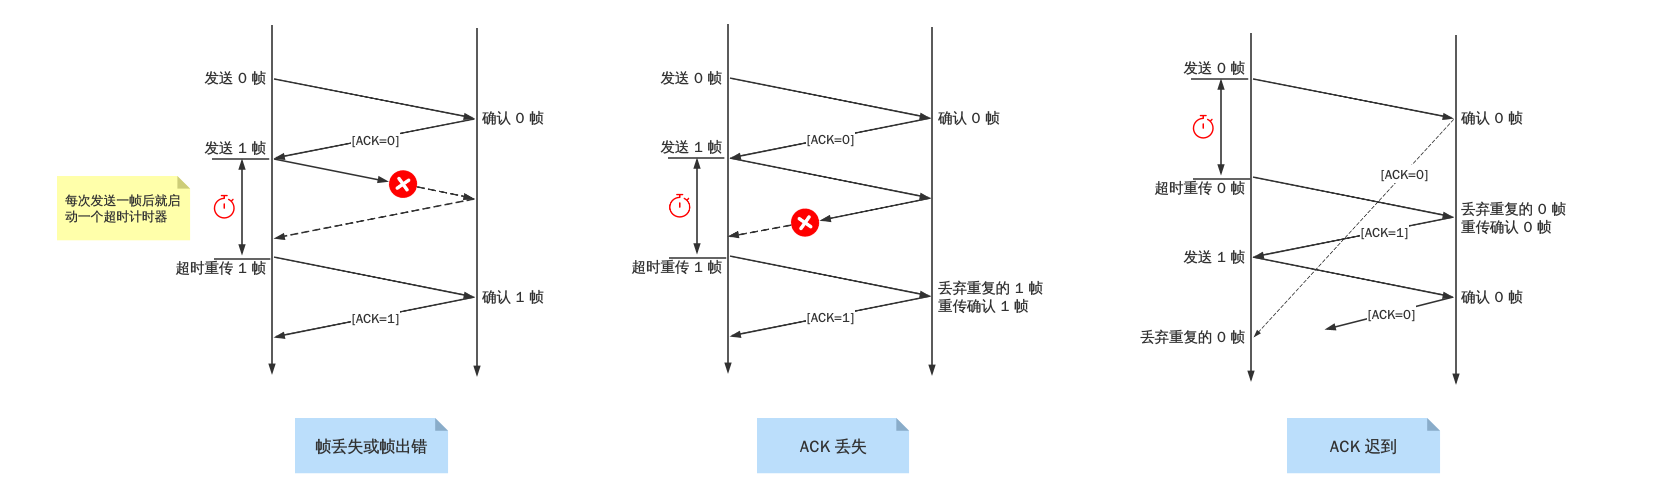 发送 0 帧
确认 0 帧
[ACK=0]
发送 1 帧
每次发送一帧后就启
动一个超时计时器
超时重传 1 帧
确认 1 帧
[ACK=1]
帧丢失或帧出错
发送 0 帧
确认 0 帧
[ACK=0]
发送 1 帧
超时重传 1 帧
丢弃重复的 1 帧
重传确认 1 帧
[ACK=1]
ACK 丢失
发送 0 帧
确认 0 帧
[ACK=0]
超时重传 0 帧
丢弃重复的 0 帧
重传确认 0 帧
[ACK=1]
发送 1 帧
确认 0 帧
[ACK=0]
丢弃重复的 0 帧
ACK 迟到